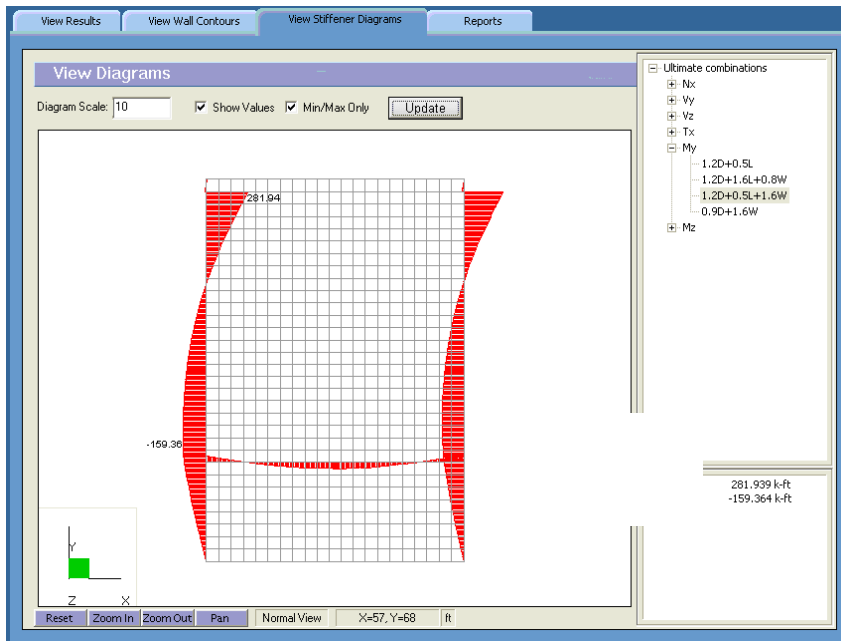 View Results
View Wall Contours
View Stiffener Diagrams
Reports
View Diagrams
Diagram Scale: 10
Show Values
Min/Max Only
Update
281.94
-159.36
Y
Z
X
Reset
Zoom In
Zoom Out
Pan
Normal View
X=57, Y=68
ft
Ultimate combinations
Nx
Vy
Vz
Tx
My
1.2D+0.5L
1.2D+1.6L+0.8W
1.2D+0.5L+1.6W
0.9D+1.6W
Mz
281.939 k-ft
-159.364 k-ft